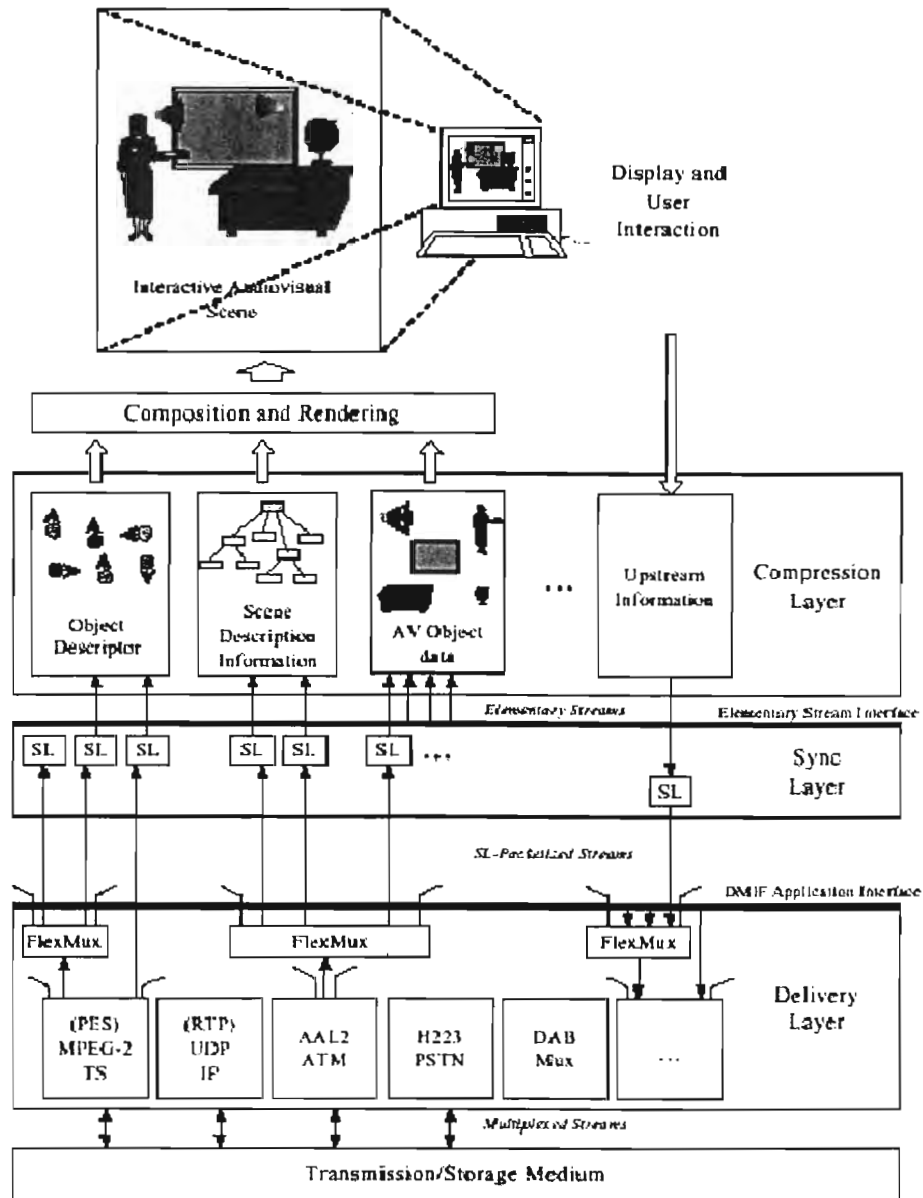 Display and
User
Interaction
Interactive Audiovisual
Scene
Composition and Rendering
Object
Descriptor
Scene
Description
Information
AV Object
data
...
Upstream
Information
Compression
Layer
Elementary Streams
Elementary Stream Interface
SL
SL
SL
SL
SL
SL
...
SL
Sync
Layer
SL-Packetized Streams
DMIF Application Interface
FlexMux
FlexMux
FlexMux
Delivery
Layer
(PES)
MPEG-2
TS
(RTP)
UDP
IP
AAL2
ATM
H223
PSTN
DAB
Mux
...
Multiplexed Streams
Transmission/Storage Medium